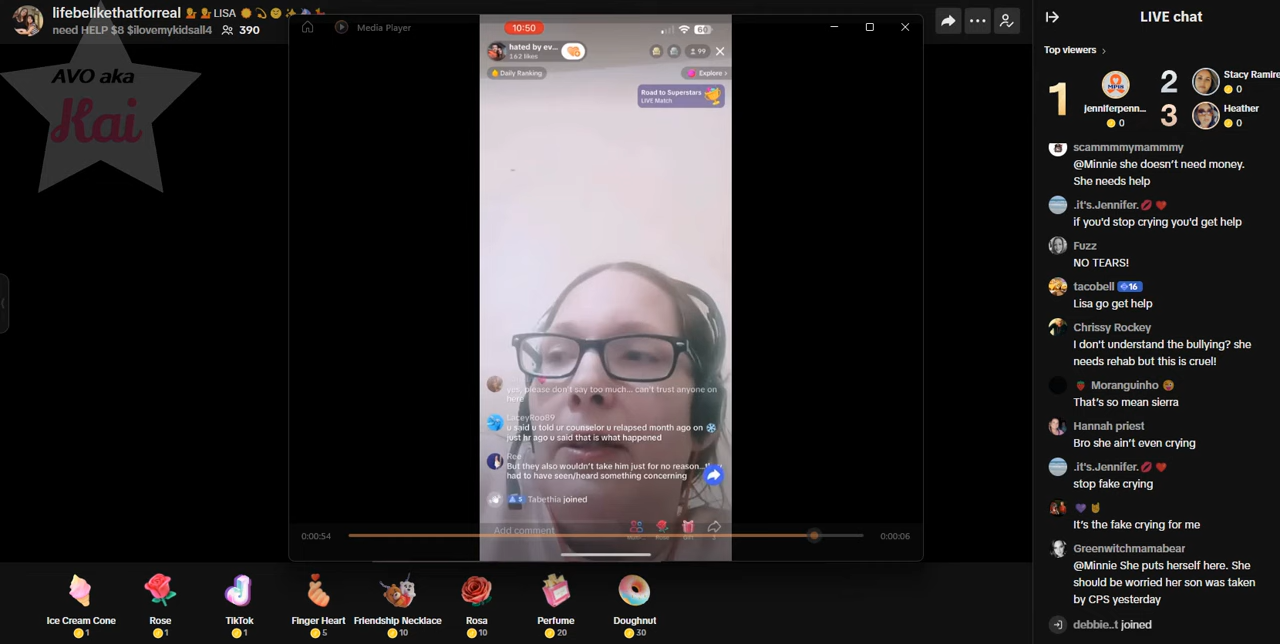 lifebelikethatforreal
LISA
need HELP $8 $ilovemykidsall4
390
AVO aka
Kai
Media Player
10:50
60
hated by ev...
162 likes
99
Daily Ranking
Explore >
Road to Superstars
LIVE Match
yes, please don't say too much... can't trust anyone on
here
LaceyRoo89
u said u told ur counselor u relapsed month ago on
just hr ago u said that is what happened
Ree
But they also wouldn't take him just for no reason...
had to have seen/heard something concerning
5 Tabethia joined
Add comment
Rose
Gift
0:00:54
0:00:06
Ice Cream Cone
1
Rose
1
TikTok
1
Finger Heart
5
Friendship Necklace
10
Rosa
10
Perfume
20
Doughnut
30
LIVE chat
Top viewers >
1
jenniferpenn...
0
2
Stacy Ramire
0
3
Heather
0
scammmmymammmy
@Minnie she doesn't need money.
She needs help
.it's.Jennifer.
if you'd stop crying you'd get help
Fuzz
NO TEARS!
tacobell 16
Lisa go get help
Chrissy Rockey
I don't understand the bullying? she
needs rehab but this is cruel!
Moranguinho
That's so mean sierra
Hannah priest
Bro she ain't even crying
.it's.Jennifer.
stop fake crying
It's the fake crying for me
Greenwitchmamabear
@Minnie She puts herself here. She
should be worried her son was taken
by CPS yesterday
debbie..t joined